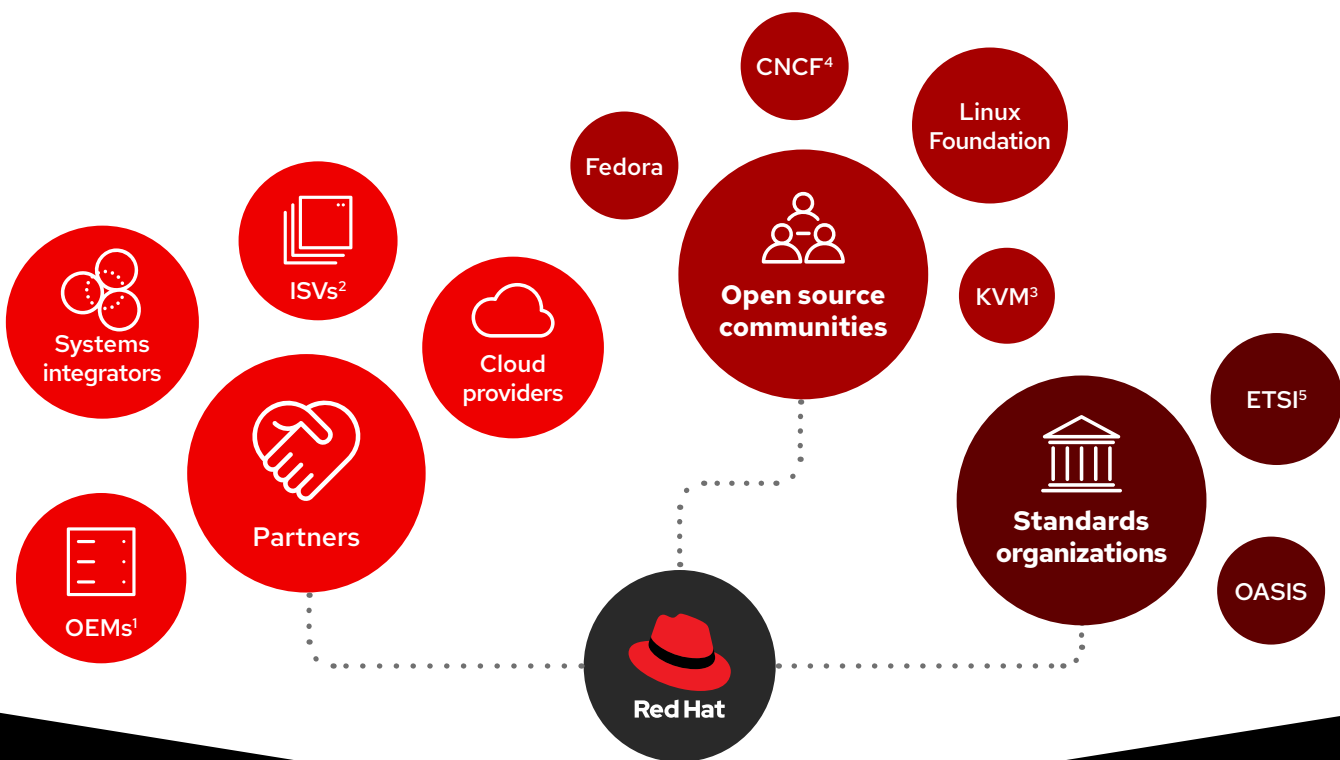 CNCF⁴
Linux
Foundation
Fedora
Open source
communities
KVM³
ISVs²
Systems
integrators
Cloud
providers
Partners
OEMs¹
ETSI⁵
Standards
organizations
OASIS
Red Hat